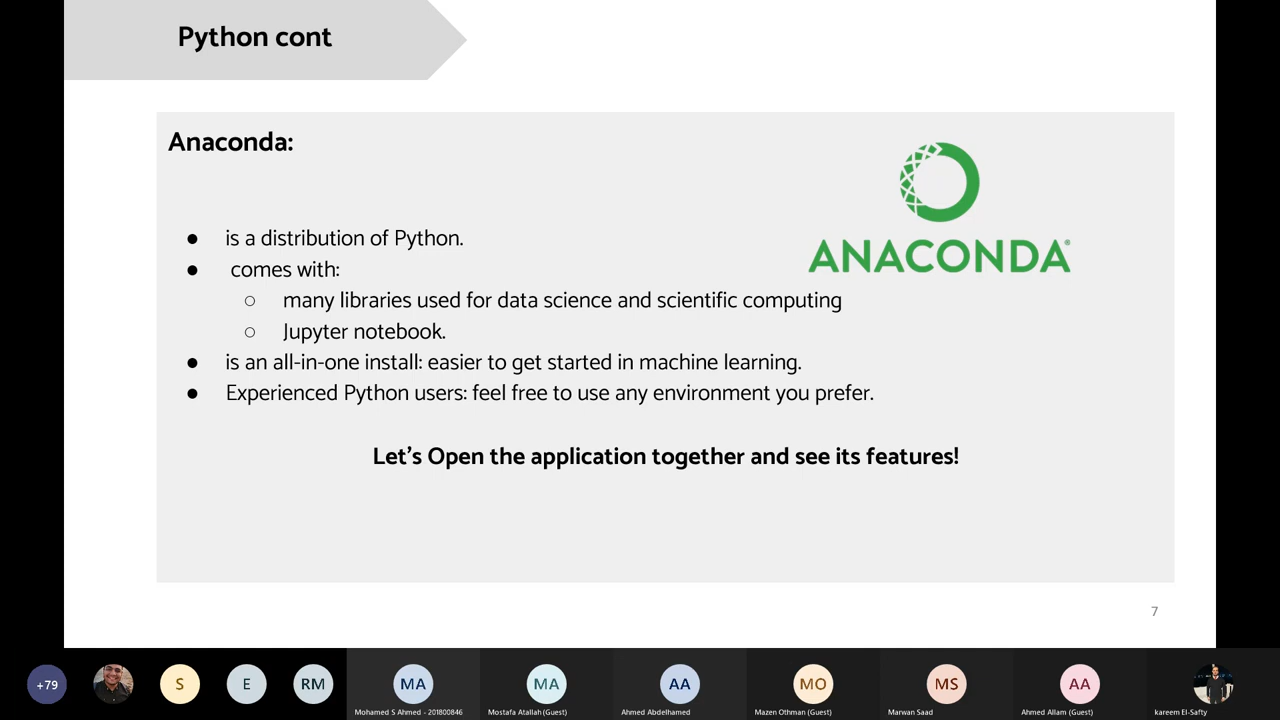 Python cont
Anaconda:
ANACONDA®
● is a distribution of Python.
● comes with:
○ many libraries used for data science and scientific computing
○ Jupyter notebook.
● is an all-in-one install: easier to get started in machine learning.
● Experienced Python users: feel free to use any environment you prefer.
Let's Open the application together and see its features!
7
+79 S E RM MA MA AA MO MS AA
Mohamed S Ahmed - 201800846 Mostafa Atallah (Guest) Ahmed Abdelhamed Mazen Othman (Guest) Marwan Saad Ahmed Allam (Guest) kareem El-Safty